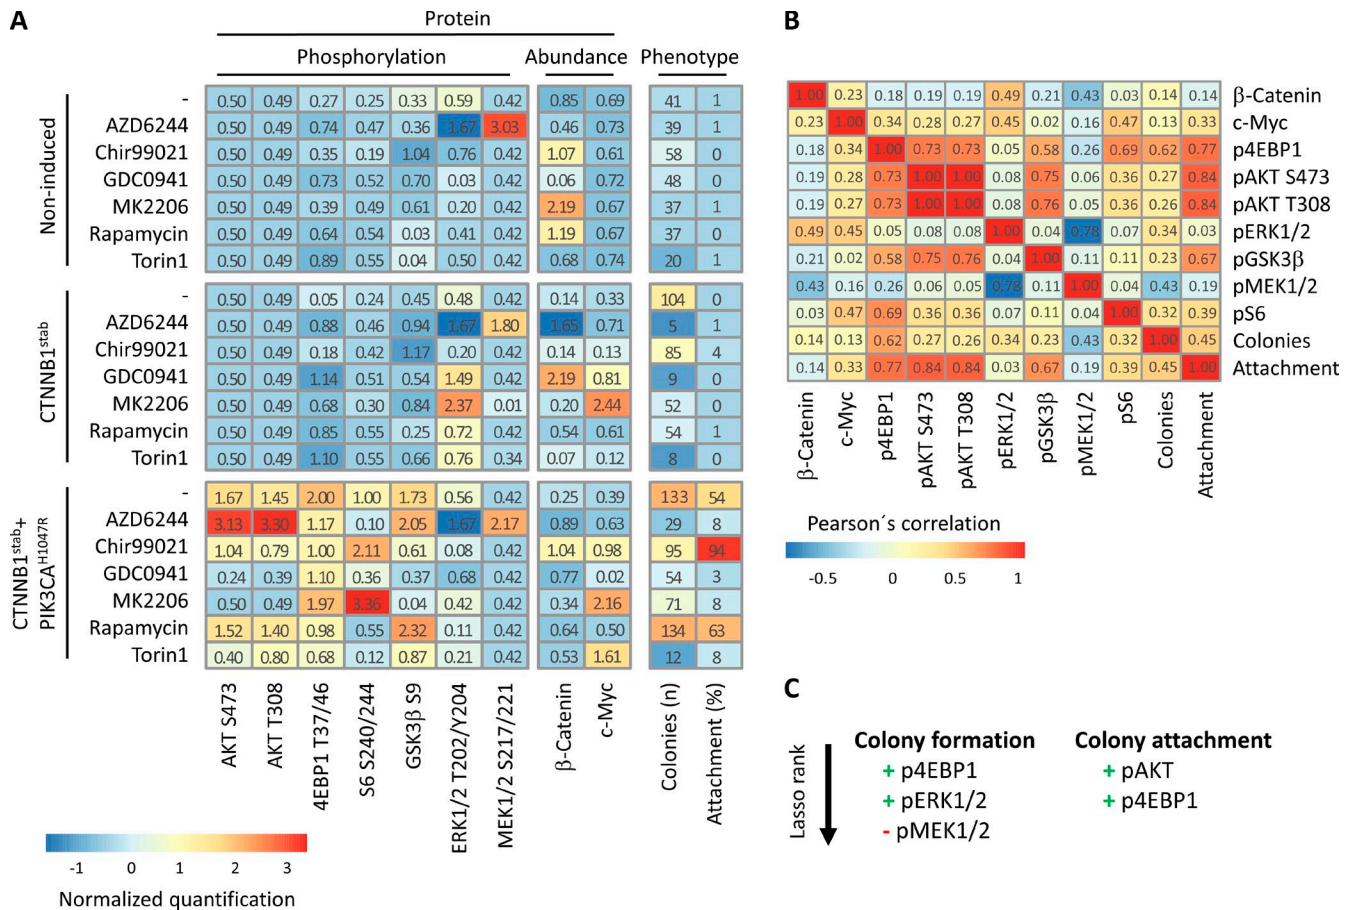 A
Protein
Phosphorylation Abundance Phenotype
Non-induced
- 0.50 0.49 0.27 0.25 0.33 0.59 0.42 0.85 0.69 41 1
AZD6244 0.50 0.49 0.74 0.47 0.36 1.67 3.03 0.46 0.73 39 1
Chir99021 0.50 0.49 0.35 0.19 1.04 0.76 0.42 1.07 0.61 58 0
GDC0941 0.50 0.49 0.73 0.52 0.70 0.03 0.42 0.06 0.72 48 0
MK2206 0.50 0.49 0.39 0.49 0.61 0.20 0.42 2.19 0.67 37 1
Rapamycin 0.50 0.49 0.64 0.54 0.03 0.41 0.42 1.19 0.67 37 0
Torin1 0.50 0.49 0.89 0.55 0.04 0.50 0.42 0.68 0.74 20 1
CTNNB1stab
- 0.50 0.49 0.05 0.24 0.45 0.48 0.42 0.14 0.33 104 0
AZD6244 0.50 0.49 0.88 0.46 0.94 1.67 1.80 1.65 0.71 5 1
Chir99021 0.50 0.49 0.18 0.42 1.17 0.20 0.42 0.14 0.13 85 4
GDC0941 0.50 0.49 1.14 0.51 0.54 1.49 0.42 2.19 0.81 9 0
MK2206 0.50 0.49 0.68 0.30 0.84 2.37 0.01 0.20 2.44 52 0
Rapamycin 0.50 0.49 0.85 0.55 0.25 0.72 0.42 0.54 0.61 54 1
Torin1 0.50 0.49 1.10 0.55 0.66 0.76 0.34 0.07 0.12 8 0
CTNNB1stab+
PIK3CAH1047R
- 1.67 1.45 2.00 1.00 1.73 0.56 0.42 0.25 0.39 133 54
AZD6244 3.13 3.30 1.17 0.10 2.05 1.67 2.17 0.89 0.63 29 8
Chir99021 1.04 0.79 1.00 2.11 0.61 0.08 0.42 1.04 0.98 95 94
GDC0941 0.24 0.39 1.10 0.36 0.37 0.68 0.42 0.77 0.02 54 3
MK2206 0.50 0.49 1.97 3.36 0.04 0.42 0.42 0.34 2.16 71 8
Rapamycin 1.52 1.40 0.98 0.55 2.32 0.11 0.42 0.64 0.50 134 63
Torin1 0.40 0.80 0.68 0.12 0.87 0.21 0.42 0.53 1.61 12 8
AKT S473
AKT T308
4EBP1 T37/46
S6 S240/244
GSK3β S9
ERK1/2 T202/Y204
MEK1/2 S217/221
β-Catenin
c-Myc
Colonies (n)
Attachment (%)
-1 0 1 2 3
Normalized quantification
B
1.00 0.23 0.18 0.19 0.19 0.49 0.21 0.43 0.03 0.14 0.14 β-Catenin
0.23 1.00 0.34 0.28 0.27 0.45 0.02 0.16 0.47 0.13 0.33 c-Myc
0.18 0.34 1.00 0.73 0.73 0.05 0.58 0.26 0.69 0.62 0.77 p4EBP1
0.19 0.28 0.73 1.00 1.00 0.08 0.75 0.06 0.36 0.27 0.84 pAKT S473
0.19 0.27 0.73 1.00 1.00 0.08 0.76 0.05 0.36 0.26 0.84 pAKT T308
0.49 0.45 0.05 0.08 0.08 1.00 0.04 0.78 0.07 0.34 0.03 pERK1/2
0.21 0.02 0.58 0.75 0.76 0.04 1.00 0.11 0.11 0.23 0.67 pGSK3β
0.43 0.16 0.26 0.06 0.05 0.78 0.11 1.00 0.04 0.43 0.19 pMEK1/2
0.03 0.47 0.69 0.36 0.36 0.07 0.11 0.04 1.00 0.32 0.39 pS6
0.14 0.13 0.62 0.27 0.26 0.34 0.23 0.43 0.32 1.00 0.45 Colonies
0.14 0.33 0.77 0.84 0.84 0.03 0.67 0.19 0.39 0.45 1.00 Attachment
β-Catenin
c-Myc
p4EBP1
pAKT S473
pAKT T308
pERK1/2
pGSK3β
pMEK1/2
pS6
Colonies
Attachment
Pearson´s correlation
-0.5 0 0.5 1
C
Lasso rank
Colony formation Colony attachment
+ p4EBP1 + pAKT
+ pERK1/2 + p4EBP1
- pMEK1/2